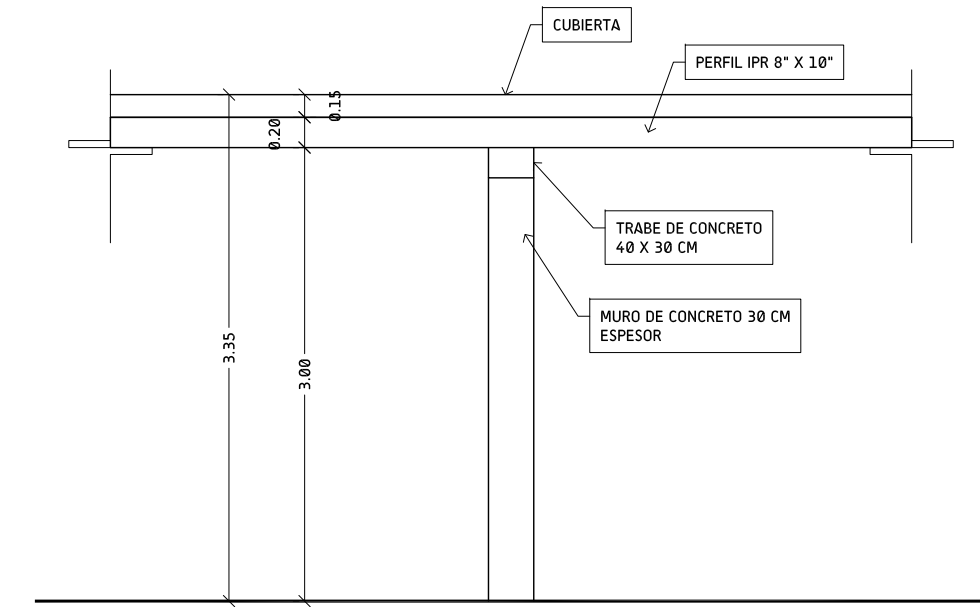 CUBIERTA
PERFIL IPR 8" X 10"
0.15
0.20
TRABE DE CONCRETO
40 X 30 CM
MURO DE CONCRETO 30 CM
ESPESOR
3.35
3.00